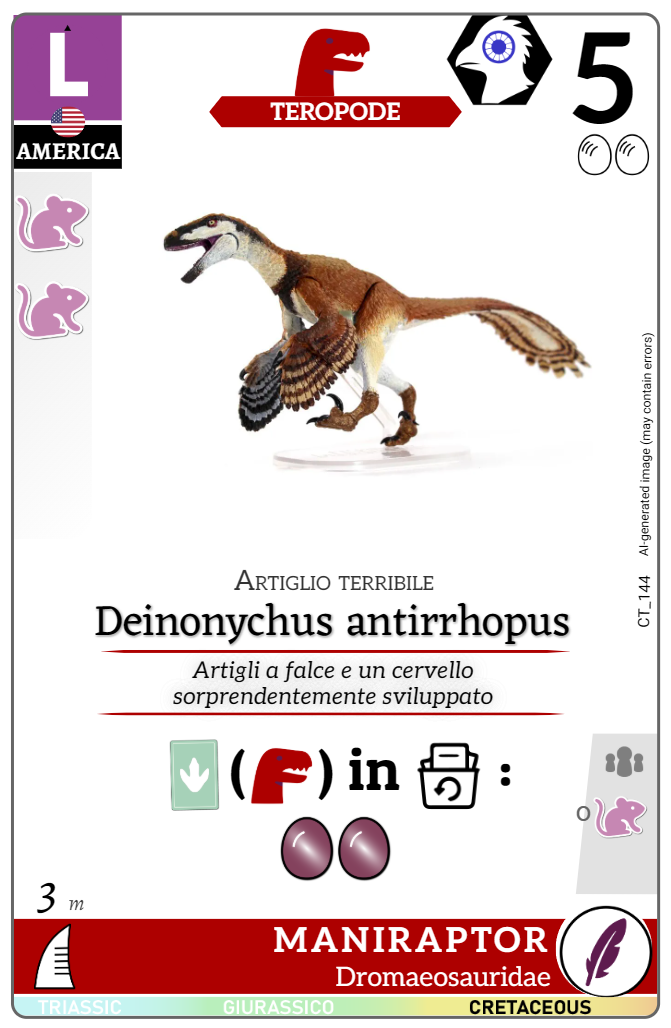 L
AMERICA
TEROPODE
5
AI-generated image (may contain errors)
CT_144
Artiglio terribile
Deinonychus antirrhopus
Artigli a falce e un cervello
sorprendentemente sviluppato
( ) in :
o
3 m
MANIRAPTOR
Dromaeosauridae
TRIASSIC GIURASSICO CRETACEOUS